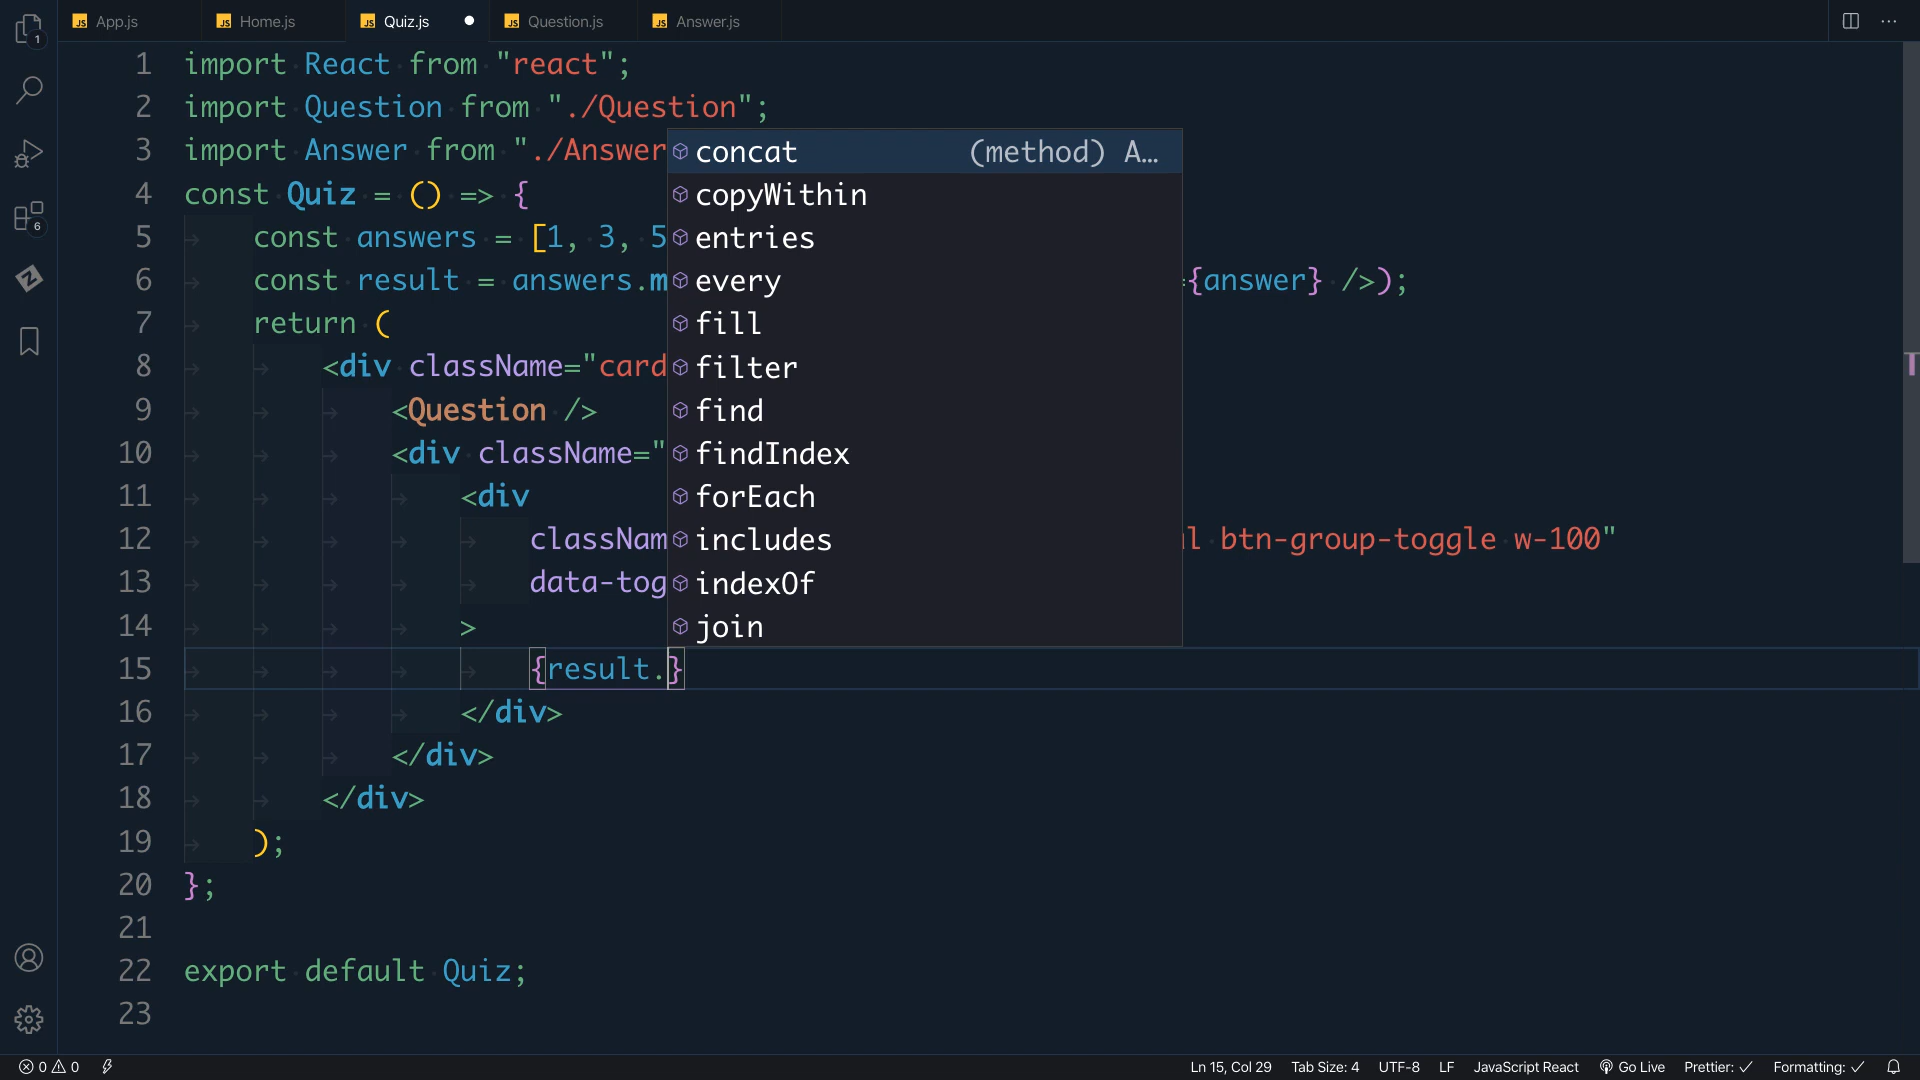 App.js Home.js Quiz.js Question.js Answer.js
1 import React from "react";
2 import Question from "./Question";
3 import Answer from "./Answer
4 const Quiz = () => {
5 const answers = [1, 3, 5
6 const result = answers.m ={answer} />);
7 return (
8 <div className="card
9 <Question />
10 <div className="
11 <div
12 classNam l btn-group-toggle w-100"
13 data-tog
14 >
15 {result.}
16 </div>
17 </div>
18 </div>
19 );
20 };
21
22 export default Quiz;
23
concat (method) A…
copyWithin
entries
every
fill
filter
find
findIndex
forEach
includes
indexOf
join
1
6
0 0 Ln 15, Col 29 Tab Size: 4 UTF-8 LF JavaScript React Go Live Prettier: ✓ Formatting: ✓